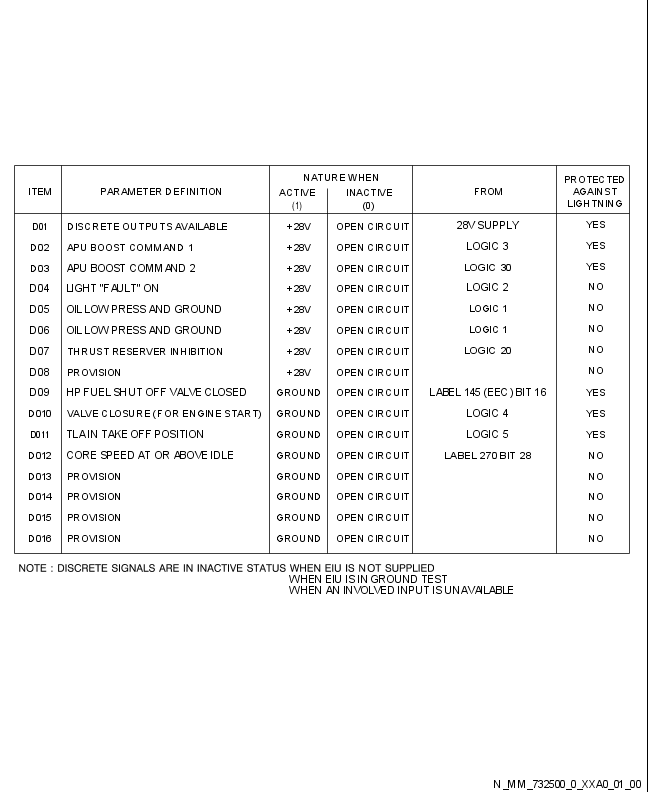 ITEM PARAMETER DEFINITION NATURE WHEN ACTIVE (1) INACTIVE (0) FROM PROTECTED AGAINST LIGHTNING
D01 DISCRETE OUTPUTS AVAILABLE +28V OPEN CIRCUIT 28V SUPPLY YES
D02 APU BOOST COMMAND 1 +28V OPEN CIRCUIT LOGIC 3 YES
D03 APU BOOST COMMAND 2 +28V OPEN CIRCUIT LOGIC 30 YES
D04 LIGHT "FAULT" ON +28V OPEN CIRCUIT LOGIC 2 NO
D05 OIL LOW PRESS AND GROUND +28V OPEN CIRCUIT LOGIC 1 NO
D06 OIL LOW PRESS AND GROUND +28V OPEN CIRCUIT LOGIC 1 NO
D07 THRUST RESERVER INHIBITION +28V OPEN CIRCUIT LOGIC 20 NO
D08 PROVISION +28V OPEN CIRCUIT NO
D09 HP FUEL SHUT OFF VALVE CLOSED GROUND OPEN CIRCUIT LABEL 145 (EEC) BIT 16 YES
D010 VALVE CLOSURE (FOR ENGINE START) GROUND OPEN CIRCUIT LOGIC 4 YES
D011 TLA IN TAKE OFF POSITION GROUND OPEN CIRCUIT LOGIC 5 YES
D012 CORE SPEED AT OR ABOVE IDLE GROUND OPEN CIRCUIT LABEL 270 BIT 28 NO
D013 PROVISION GROUND OPEN CIRCUIT NO
D014 PROVISION GROUND OPEN CIRCUIT NO
D015 PROVISION GROUND OPEN CIRCUIT NO
D016 PROVISION GROUND OPEN CIRCUIT NO
NOTE : DISCRETE SIGNALS ARE IN INACTIVE STATUS WHEN EIU IS NOT SUPPLIED
WHEN EIU IS IN GROUND TEST
WHEN AN INVOLVED INPUT IS UNAVAILABLE
N_MM_732500_0_XXA0_01_00